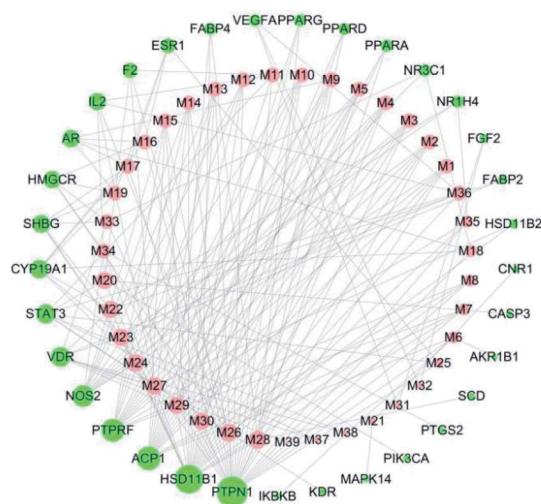 VEGFA
PPARG
FABP4
PPARD
ESR1
PPARA
F2
NR3C1
IL2
NR1H4
AR
FGF2
HMGCR
FABP2
SHBG
HSD11B2
CYP19A1
CNR1
STAT3
CASP3
VDR
AKR1B1
NOS2
SCD
PTPRF
PTGS2
ACP1
PIK3CA
HSD11B1
MAPK14
PTPN1
KDR
IKBKB
M11
M10
M9
M12
M13
M5
M14
M4
M15
M3
M16
M2
M17
M1
M19
M36
M33
M35
M34
M18
M20
M8
M22
M7
M23
M6
M24
M25
M27
M32
M29
M31
M30
M21
M26
M38
M28
M39
M37